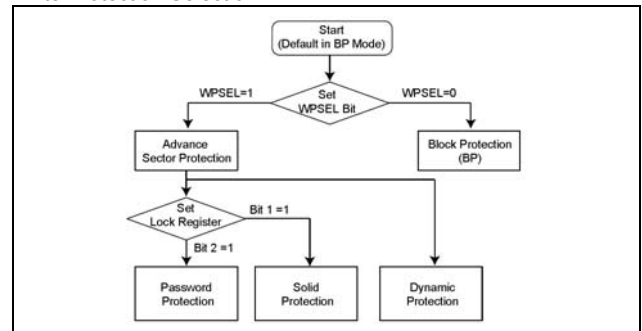 Start
(Default in BP Mode)
WPSEL=1
Set
WPSEL Bit
WPSEL=0
Advance
Sector Protection
Block Protection
(BP)
Set
Lock Register
Bit 1 =1
Bit 2 =1
Password
Protection
Solid
Protection
Dynamic
Protection